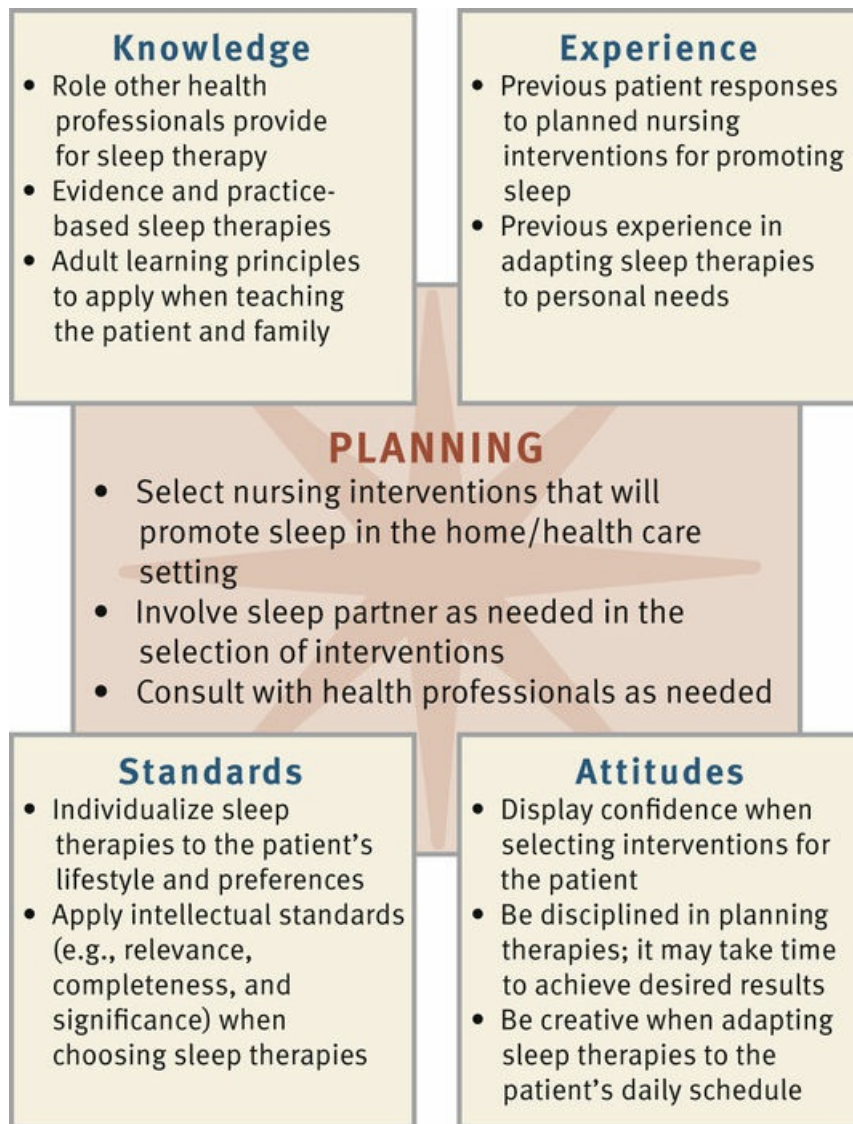 Knowledge
• Role other health
professionals provide
for sleep therapy
• Evidence and practice-
based sleep therapies
• Adult learning principles
to apply when teaching
the patient and family
Experience
• Previous patient responses
to planned nursing
interventions for promoting
sleep
• Previous experience in
adapting sleep therapies
to personal needs
PLANNING
• Select nursing interventions that will
promote sleep in the home/health care
setting
• Involve sleep partner as needed in the
selection of interventions
• Consult with health professionals as needed
Standards
• Individualize sleep
therapies to the patient’s
lifestyle and preferences
• Apply intellectual standards
(e.g., relevance,
completeness, and
significance) when
choosing sleep therapies
Attitudes
• Display confidence when
selecting interventions for
the patient
• Be disciplined in planning
therapies; it may take time
to achieve desired results
• Be creative when adapting
sleep therapies to the
patient’s daily schedule